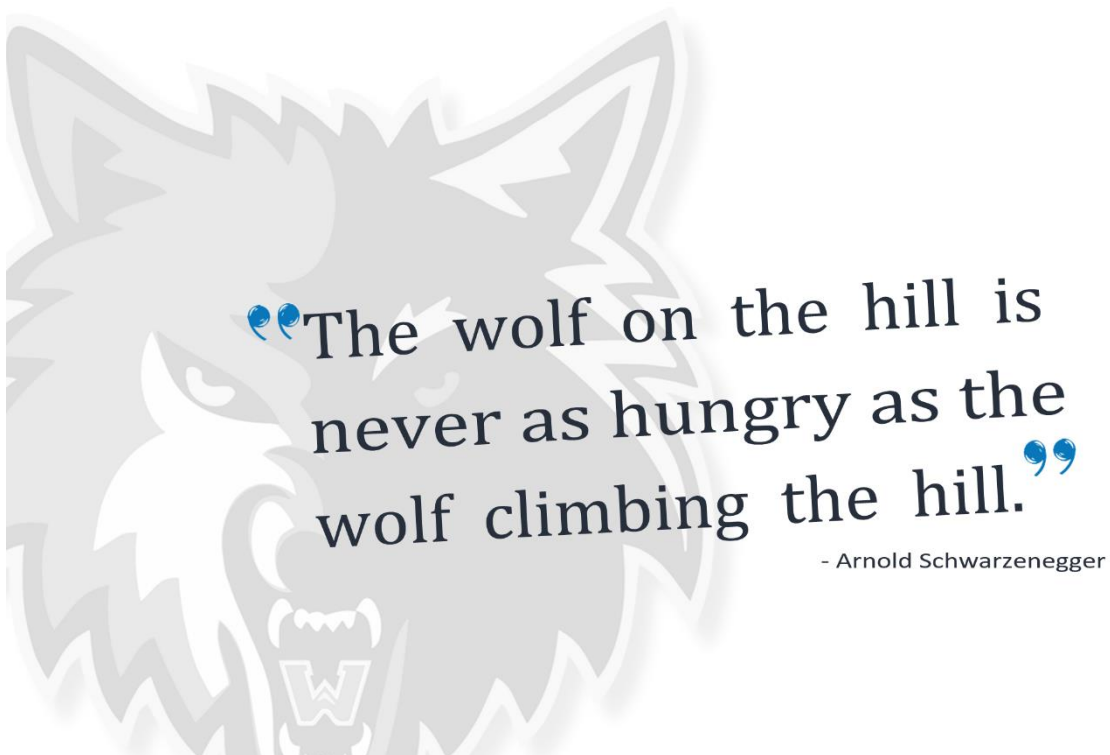 ❟❟The wolf on the hill is
never as hungry as the
wolf climbing the hill.❟❟
- Arnold Schwarzenegger
W